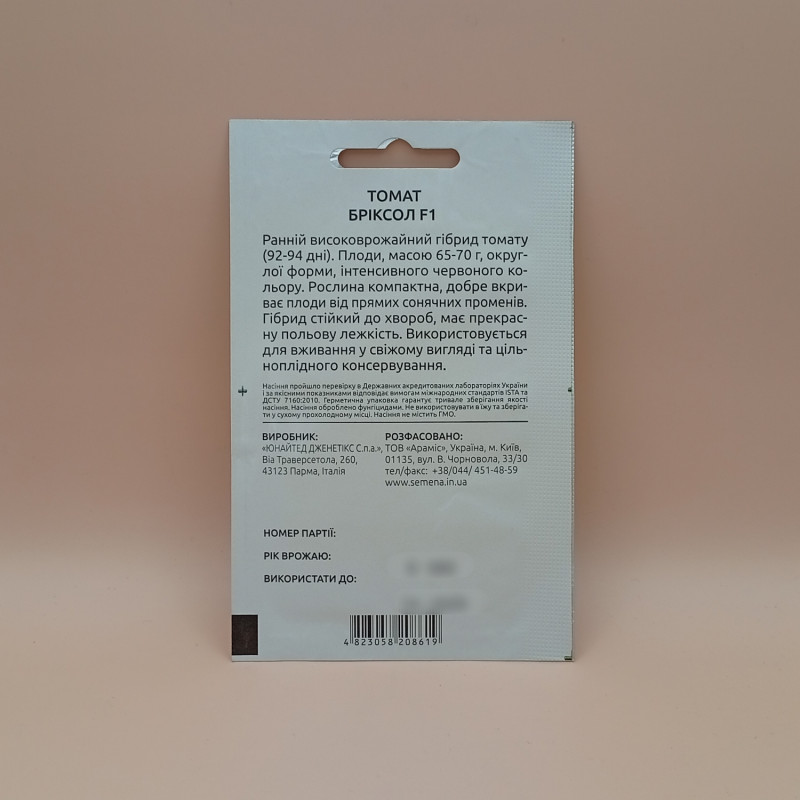 ТОМАТ
БРІКСОЛ F1
Ранній високоврожайний гібрид томату
(92-94 дні). Плоди, масою 65-70 г, округ-
лої форми, інтенсивного червоного ко-
льору. Рослина компактна, добре вкри-
ває плоди від прямих сонячних променів.
Гібрид стійкий до хвороб, має прекрас-
ну польову лежкість. Використовується
для вживання у свіжому вигляді та ціль-
ноплідного консервування.
Насіння пройшло перевірку в Державних акредитованих лабораторіях України
і за якісними показниками відповідає вимогам міжнародних стандартів ISTA та
ДСТУ 7160:2010. Герметична упаковка гарантує тривале зберігання якості
насіння. Насіння оброблено фунгіцидами. Не використовувати в їжу та зберіга-
ти у сухому прохолодному місці. Насіння не містить ГМО.
ВИРОБНИК:
«ЮНАЙТЕД ДЖЕНЕТІКС С.п.а.»,
Віа Траверсетола, 260,
43123 Парма, Італія
РОЗФАСОВАНО:
ТОВ «Араміс», Україна, м. Київ,
01135, вул. В. Чорновола, 33/30
тел/факс: +38/044/ 451-48-59
www.semena.in.ua
НОМЕР ПАРТІЇ:
РІК ВРОЖАЮ:
ВИКОРИСТАТИ ДО:
4 823058 208619